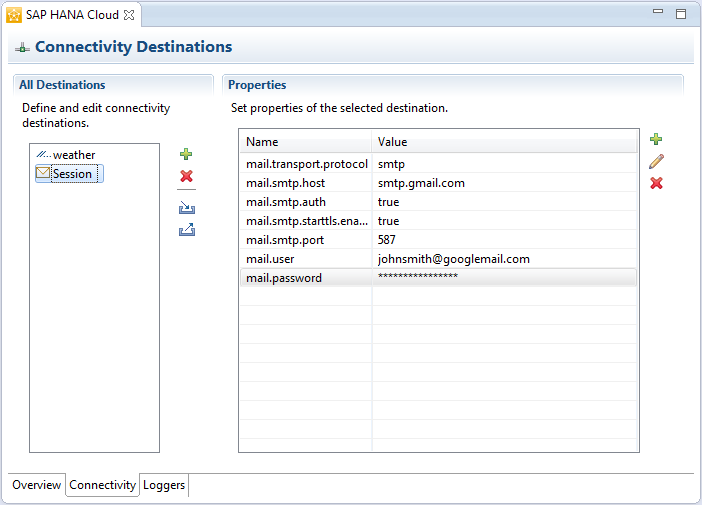 SAP HANA Cloud
Connectivity Destinations
All Destinations
Define and edit connectivity
destinations.
weather
Session
Properties
Set properties of the selected destination.
Name Value
mail.transport.protocol smtp
mail.smtp.host smtp.gmail.com
mail.smtp.auth true
mail.smtp.starttls.ena... true
mail.smtp.port 587
mail.user johnsmith@googlemail.com
mail.password ****************
Overview Connectivity Loggers